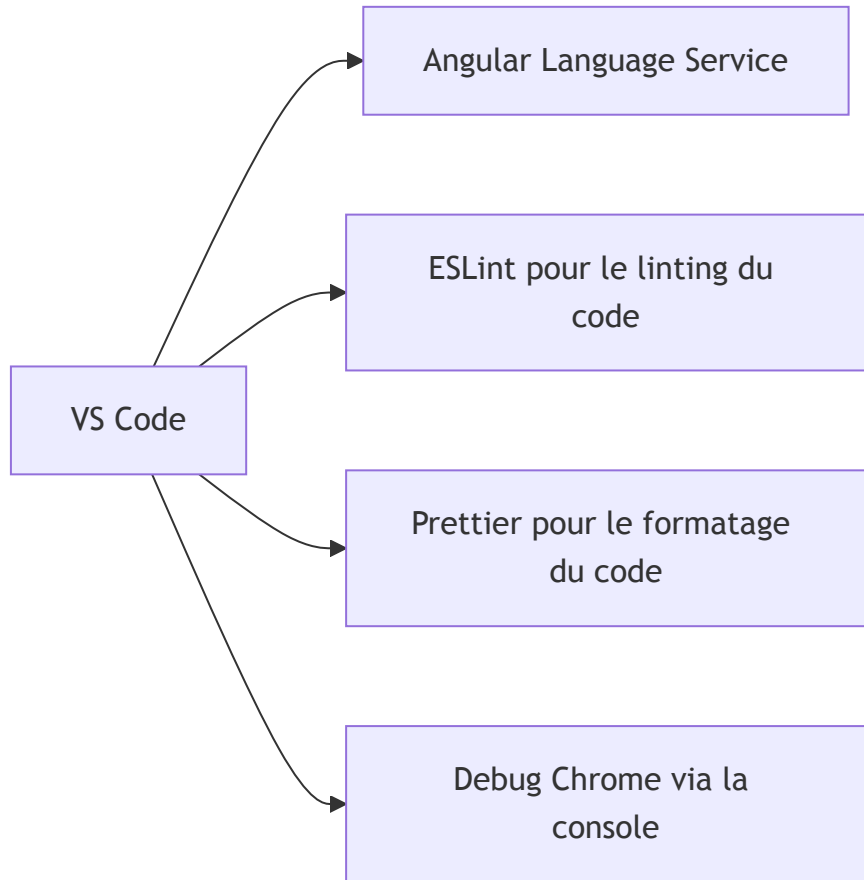 Angular Language Service
ESLint pour le linting du
code
VS Code
Prettier pour le formatage
du code
Debug Chrome via la
console